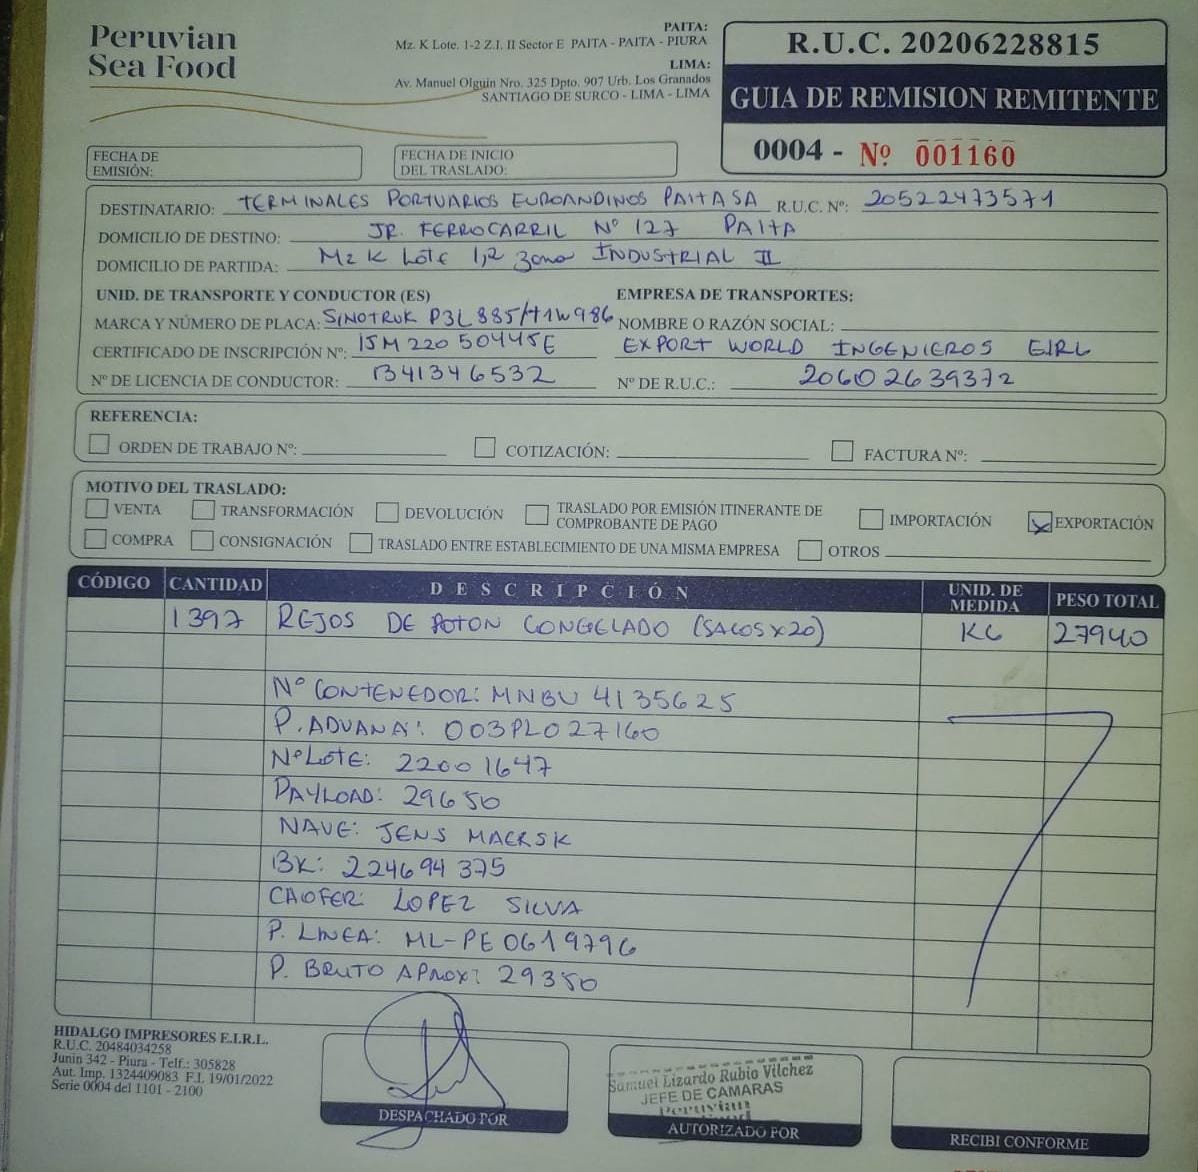 Peruvian
Sea Food
PAITA:
Mz. K Lote. 1-2 Z.I. II Sector E PAITA - PAITA - PIURA
LIMA:
Av. Manuel Olguin Nro. 325 Dpto. 907 Urb. Los Granados
SANTIAGO DE SURCO - LIMA - LIMA
R.U.C. 20206228815
GUIA DE REMISION REMITENTE
0004 - Nº 001160
FECHA DE
EMISIÓN:
FECHA DE INICIO
DEL TRASLADO:
DESTINATARIO: TERMINALES PORTUARIOS EUROANDINOS PAITA SA R.U.C. Nº: 20522473571
DOMICILIO DE DESTINO: JR. FERROCARRIL Nº 127 PAITA
DOMICILIO DE PARTIDA: Mz K Lote 1,2 zona INDUSTRIAL II
UNID. DE TRANSPORTE Y CONDUCTOR (ES)
MARCA Y NÚMERO DE PLACA: SINOTRUK P3L885/T1W986
CERTIFICADO DE INSCRIPCIÓN Nº: 15M22050445E
Nº DE LICENCIA DE CONDUCTOR: B41346532
EMPRESA DE TRANSPORTES:
NOMBRE O RAZÓN SOCIAL:
EXPORT WORLD INGENIEROS EIRL
Nº DE R.U.C.: 20602639372
REFERENCIA:
ORDEN DE TRABAJO Nº:
COTIZACIÓN:
FACTURA Nº:
MOTIVO DEL TRASLADO:
VENTA
TRANSFORMACIÓN
DEVOLUCIÓN
TRASLADO POR EMISIÓN ITINERANTE DE
COMPROBANTE DE PAGO
IMPORTACIÓN
EXPORTACIÓN
COMPRA
CONSIGNACIÓN
TRASLADO ENTRE ESTABLECIMIENTO DE UNA MISMA EMPRESA
OTROS
CÓDIGO CANTIDAD DESCRIPCIÓN UNID. DE MEDIDA PESO TOTAL
1397 REJOS DE POTON CONGELADO (SACOS x 20) KG 27940
Nº CONTENEDOR: MNBU 4135625
P. ADUANA: 003PL027160
Nº Lote: 22001647
PAYLOAD: 29650
NAVE: JENS MAERSK
BK: 224694375
CHOFER: LOPEZ SILVA
P. LINEA: ML-PE0619796
P. BRUTO APROX: 29350
HIDALGO IMPRESORES E.I.R.L.
R.U.C. 20484034258
Junin 342 - Piura - Telf.: 305828
Aut. Imp. 1324409083 F.I. 19/01/2022
Serie 0004 del 1101 - 2100
DESPACHADO POR
Samuel Lizardo Rubio Vilchez
JEFE DE CAMARAS
Peruvian
AUTORIZADO POR
RECIBI CONFORME